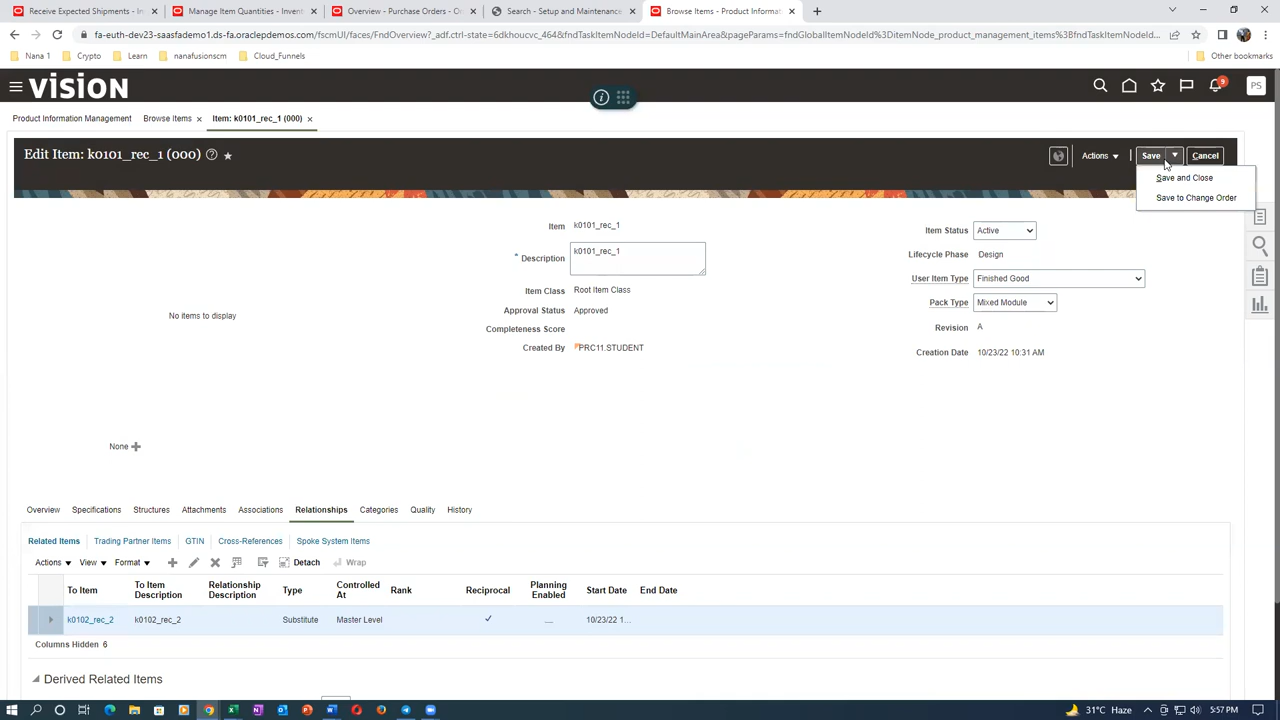 Receive Expected Shipments - In
Manage Item Quantities - Invent
Overview - Purchase Orders - O
Search - Setup and Maintenance
Browse Items - Product Informat
fa-euth-dev23-saasfademo1.ds-fa.oraclepdemos.com/fscmUI/faces/FndOverview?_adf.ctrl-state=6dkhoucvc_464&fndTaskItemNodeId=DefaultMainArea&pageParams=fndGlobalItemNodeId%3DitemNode_product_management_items%3BfndTaskItemNodeId...
Nana 1
Crypto
Learn
nanafusionscm
Cloud_Funnels
Other bookmarks
VISION
9
PS
Product Information Management
Browse Items
Item: k0101_rec_1 (000)
Edit Item: k0101_rec_1 (000)
Actions
Save
Cancel
Save and Close
Save to Change Order
Item k0101_rec_1
* Description k0101_rec_1
Item Class Root Item Class
Approval Status Approved
Completeness Score
Created By PRC11.STUDENT
No items to display
Item Status Active
Lifecycle Phase Design
User Item Type Finished Good
Pack Type Mixed Module
Revision A
Creation Date 10/23/22 10:31 AM
None
Overview Specifications Structures Attachments Associations Relationships Categories Quality History
Related Items Trading Partner Items GTIN Cross-References Spoke System Items
Actions View Format Detach Wrap
To Item
To Item Description
Relationship Description
Type
Controlled At
Rank
Reciprocal
Planning Enabled
Start Date
End Date
k0102_rec_2 k0102_rec_2 Substitute Master Level 10/23/22 1...
Columns Hidden 6
Derived Related Items
31°C Haze
5:57 PM